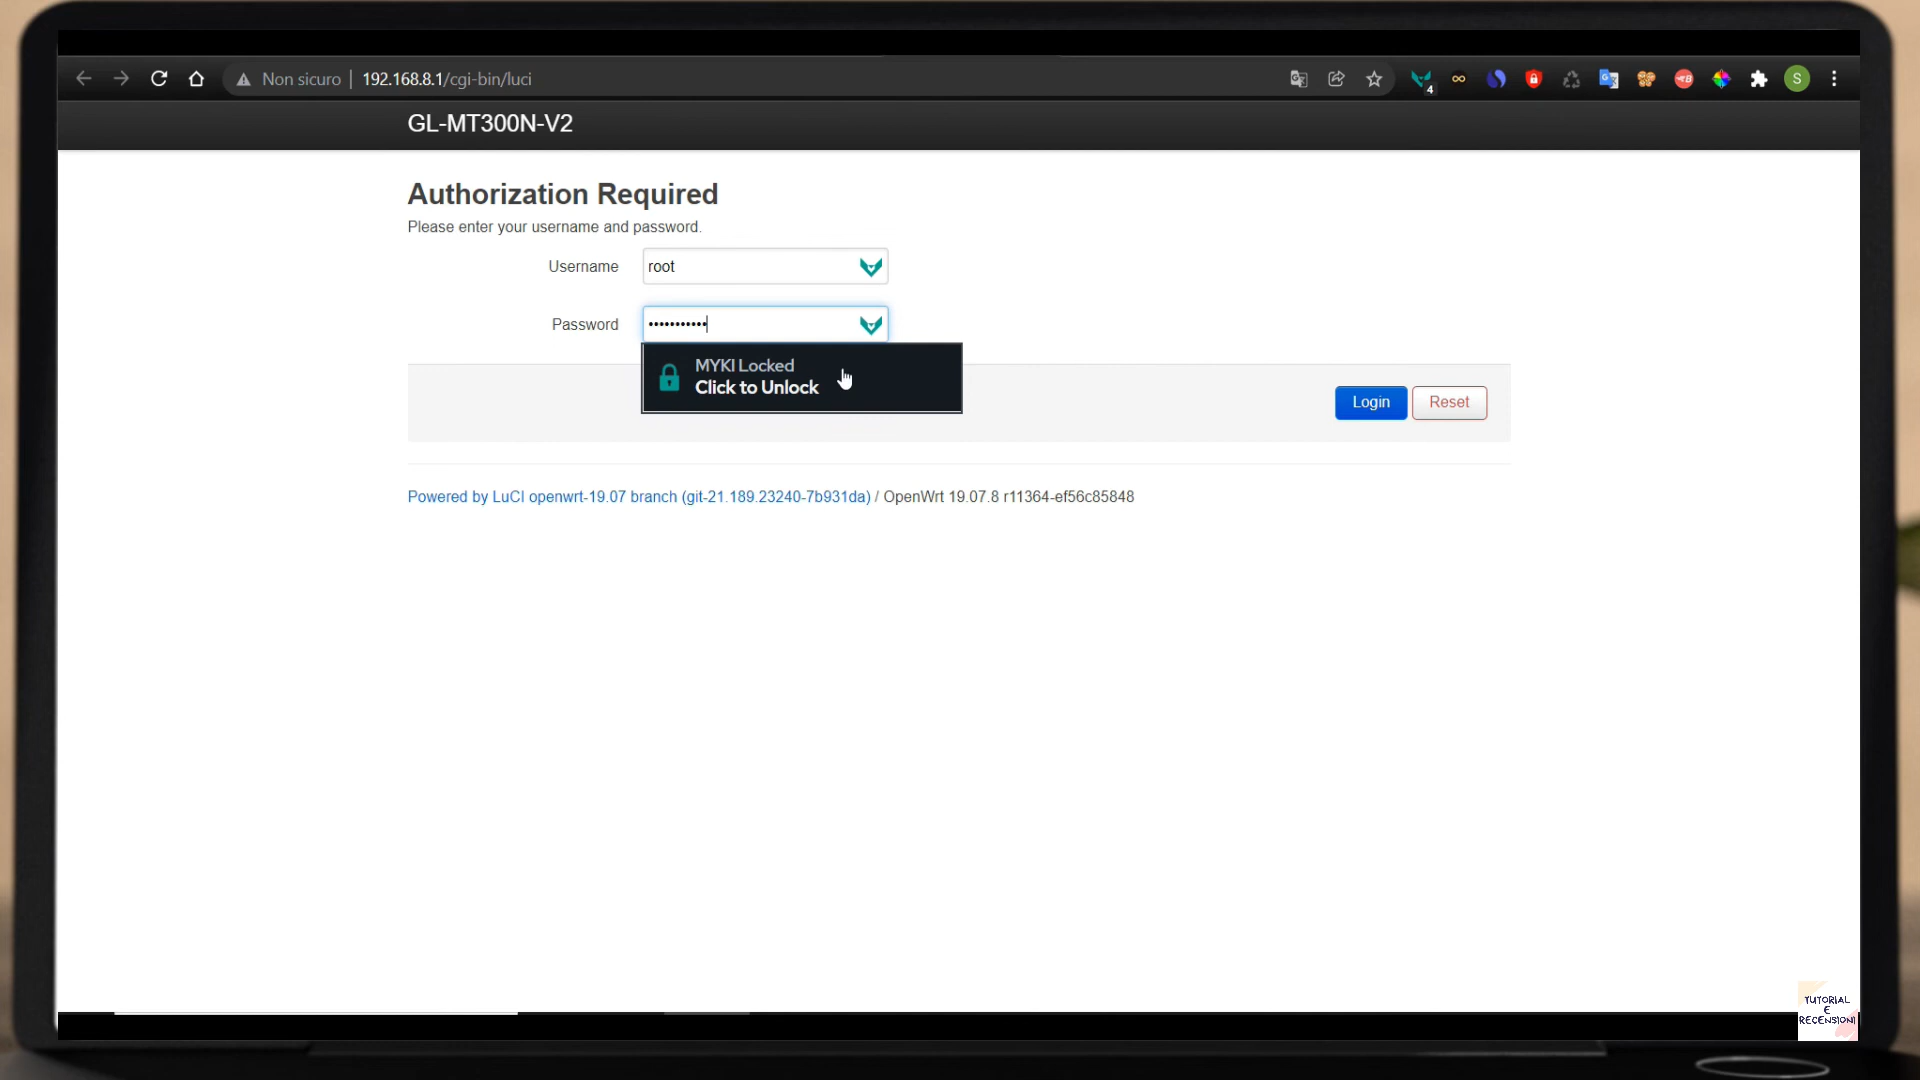 Non sicuro | 192.168.8.1/cgi-bin/luci
4
S
GL-MT300N-V2
Authorization Required
Please enter your username and password.
Username root
Password •••••••••••
MYKI Locked
Click to Unlock
Login Reset
Powered by LuCI openwrt-19.07 branch (git-21.189.23240-7b931da) / OpenWrt 19.07.8 r11364-ef56c85848
TUTORIAL
E
RECENSIONI